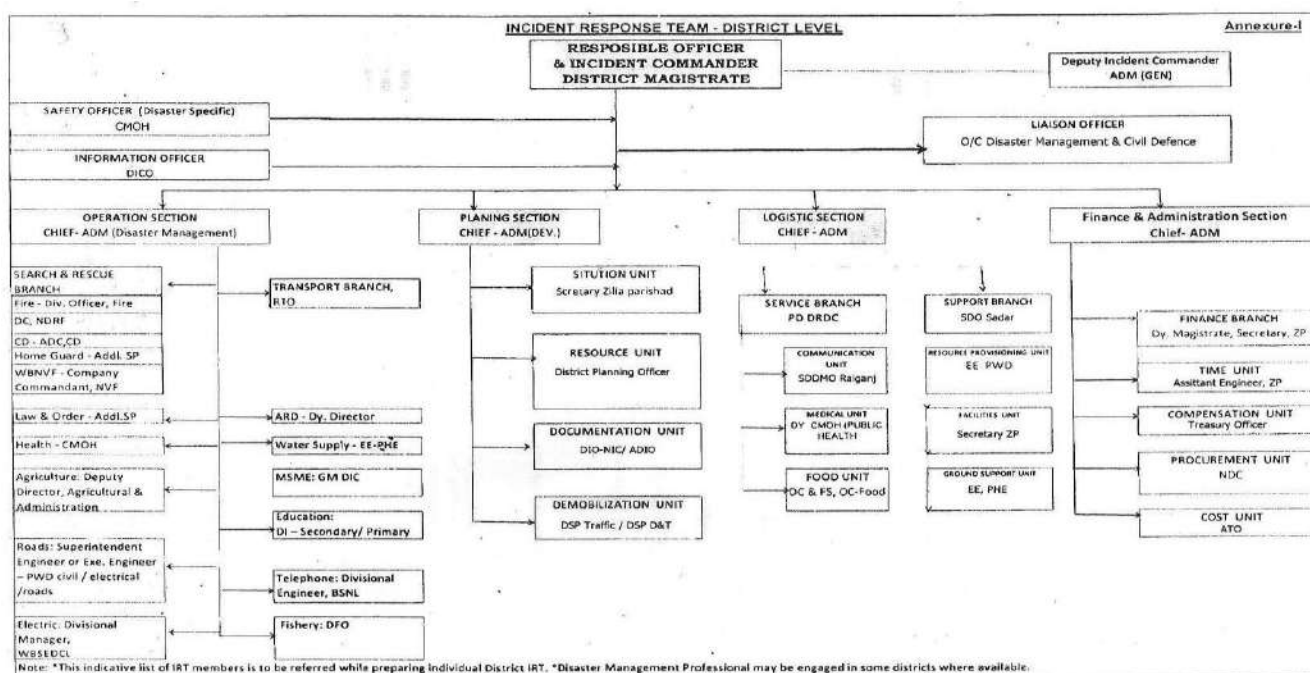 INCIDENT RESPONSE TEAM - DISTRICT LEVEL
Annexure-I
RESPOSIBLE OFFICER
& INCIDENT COMMANDER
DISTRICT MAGISTRATE
Deputy Incident Commander
ADM (GEN)
SAFETY OFFICER (Disaster Specific)
CMOH
LIAISON OFFICER
O/C Disaster Management & Civil Defence
INFORMATION OFFICER
DICO
OPERATION SECTION
CHIEF- ADM (Disaster Management)
SEARCH & RESCUE
BRANCH
Fire - Div. Officer, Fire
DC, NDRF
CD - ADC,CD
Home Guard - Addl. SP
WBNVF - Company
Commandant, NVF
Law & Order - Addl.SP
Health - CMOH
Agriculture: Deputy
Director, Agricultural &
Administration
Roads: Superintendent
Engineer or Exe. Engineer
– PWD civil / electrical
/roads
Electric: Divisional
Manager,
WBSEDCL
TRANSPORT BRANCH,
RTO
ARD - Dy. Director
Water Supply - EE-PHE
MSME: GM DIC
Education:
DI – Secondary/ Primary
Telephone: Divisional
Engineer, BSNL
Fishery: DFO
PLANING SECTION
CHIEF - ADM(DEV.)
SITUTION UNIT
Scretary Zilla parishad
RESOURCE UNIT
District Planning Officer
DOCUMENTATION UNIT
DIO-NIC/ ADIO
DEMOBILIZATION UNIT
DSP Traffic / DSP D&T
LOGISTIC SECTION
CHIEF - ADM
SERVICE BRANCH
PD DRDC
COMMUNICATION
UNIT
SDDMO Raiganj
MEDICAL UNIT
DY CMOH (PUBLIC
HEALTH
FOOD UNIT
OC & FS, OC-Food
SUPPORT BRANCH
SDO Sadar
RESOURCE PROVISIONING UNIT
EE PWD
FACILITIES UNIT
Secretary ZP
GROUND SUPPORT UNIT
EE, PHE
Finance & Administration Section
Chief- ADM
FINANCE BRANCH
Dy. Magistrate, Secretary, ZP
TIME UNIT
Assittant Engineer, ZP
COMPENSATION UNIT
Treasury Officer
PROCUREMENT UNIT
NDC
COST UNIT
ATO
Note: *This indicative list of IRT members is to be referred while preparing individual District IRT. *Disaster Management Professional may be engaged in some districts where available.